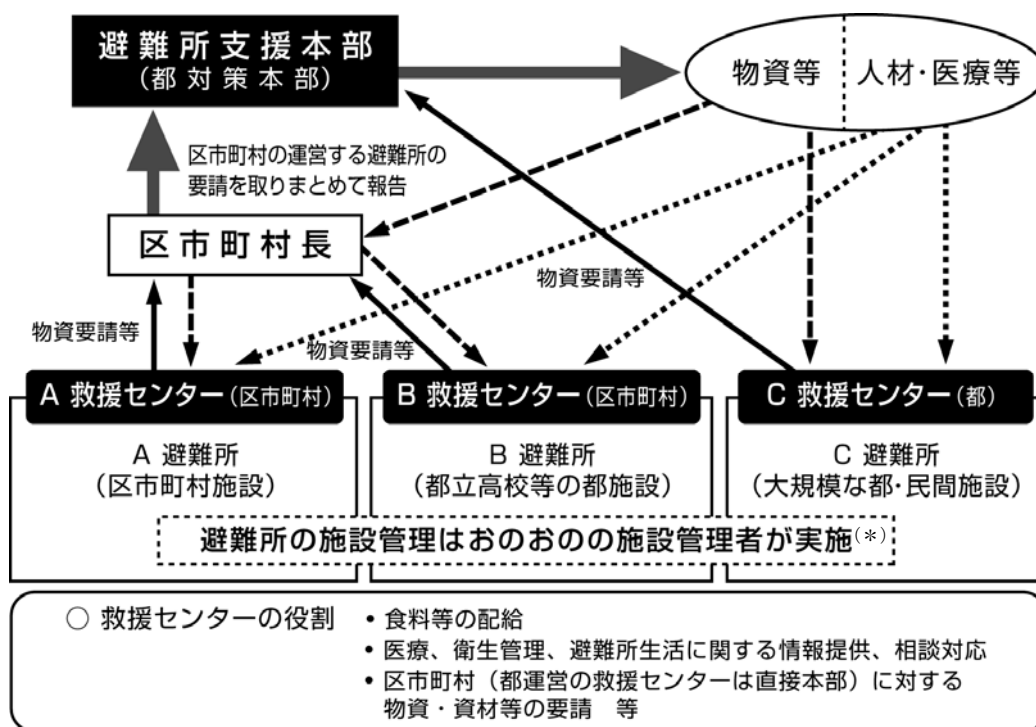 避難所支援本部
(都対策本部)
物資等
人材・医療等
区市町村の運営する避難所の
要請を取りまとめて報告
区市町村長
物資要請等
物資要請等
物資要請等
A 救援センター(区市町村)
B 救援センター(区市町村)
C 救援センター(都)
A 避難所
(区市町村施設)
B 避難所
(都立高校等の都施設)
C 避難所
(大規模な都・民間施設)
避難所の施設管理はおのおのの施設管理者が実施(*)
○ 救援センターの役割
• 食料等の配給
• 医療、衛生管理、避難所生活に関する情報提供、相談対応
• 区市町村(都運営の救援センターは直接本部)に対する
物資・資材等の要請 等